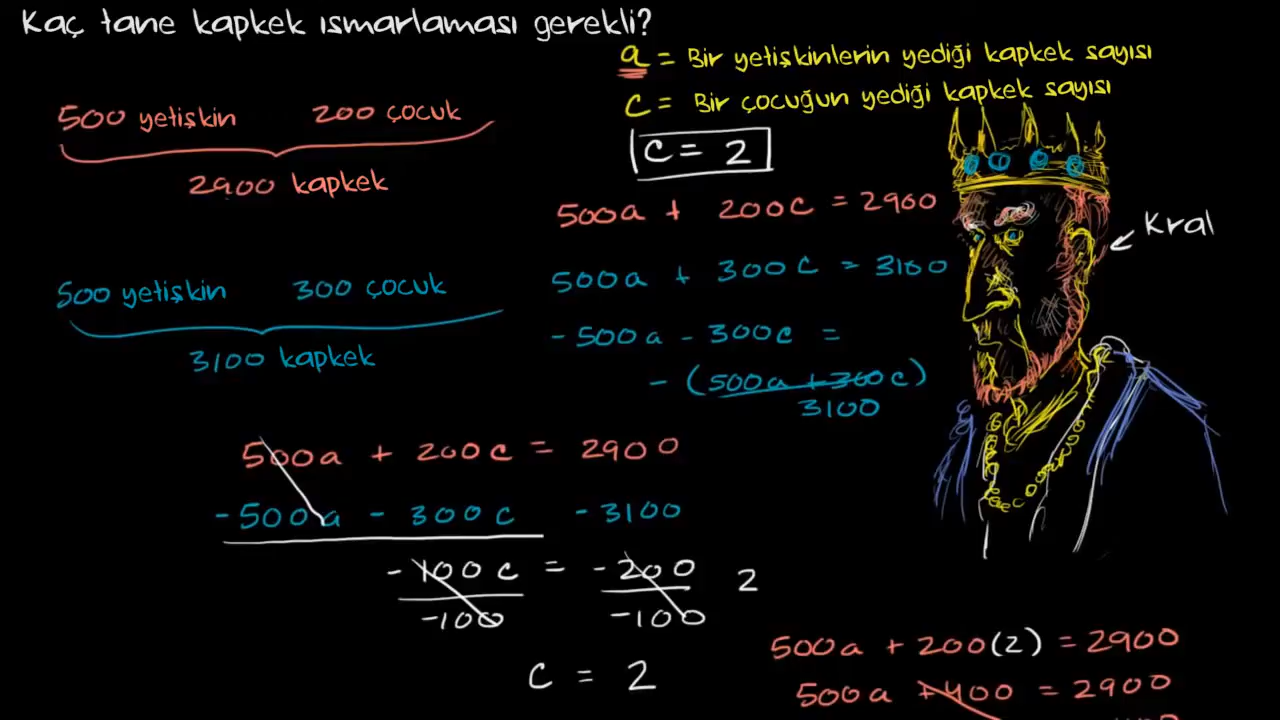 Kaç tane kapkek ısmarlaması gerekli?
a = Bir yetişkinlerin yediği kapkek sayısı
c = Bir çocuğun yediği kapkek sayısı
500 yetişkin 200 çocuk
2900 kapkek
c = 2
500a + 200c = 2900
Kral
500 yetişkin 300 çocuk
3100 kapkek
500a + 300c = 3100
-500a - 300c =
- (500a + 300c)
3100
500a + 200c = 2900
-500a - 300c - 3100
-100c = -200 2
-100 -100
c = 2
500a + 200(2) = 2900
500a + 400 = 2900